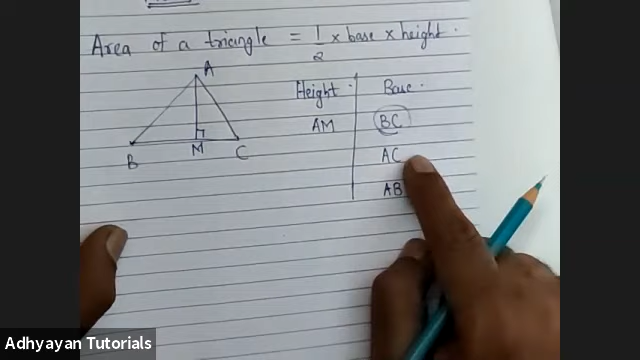 Area of a triangle = 1/2 × base × height.
A
Height. Base.
AM BC
B M C
AC
AB
Adhyayan Tutorials